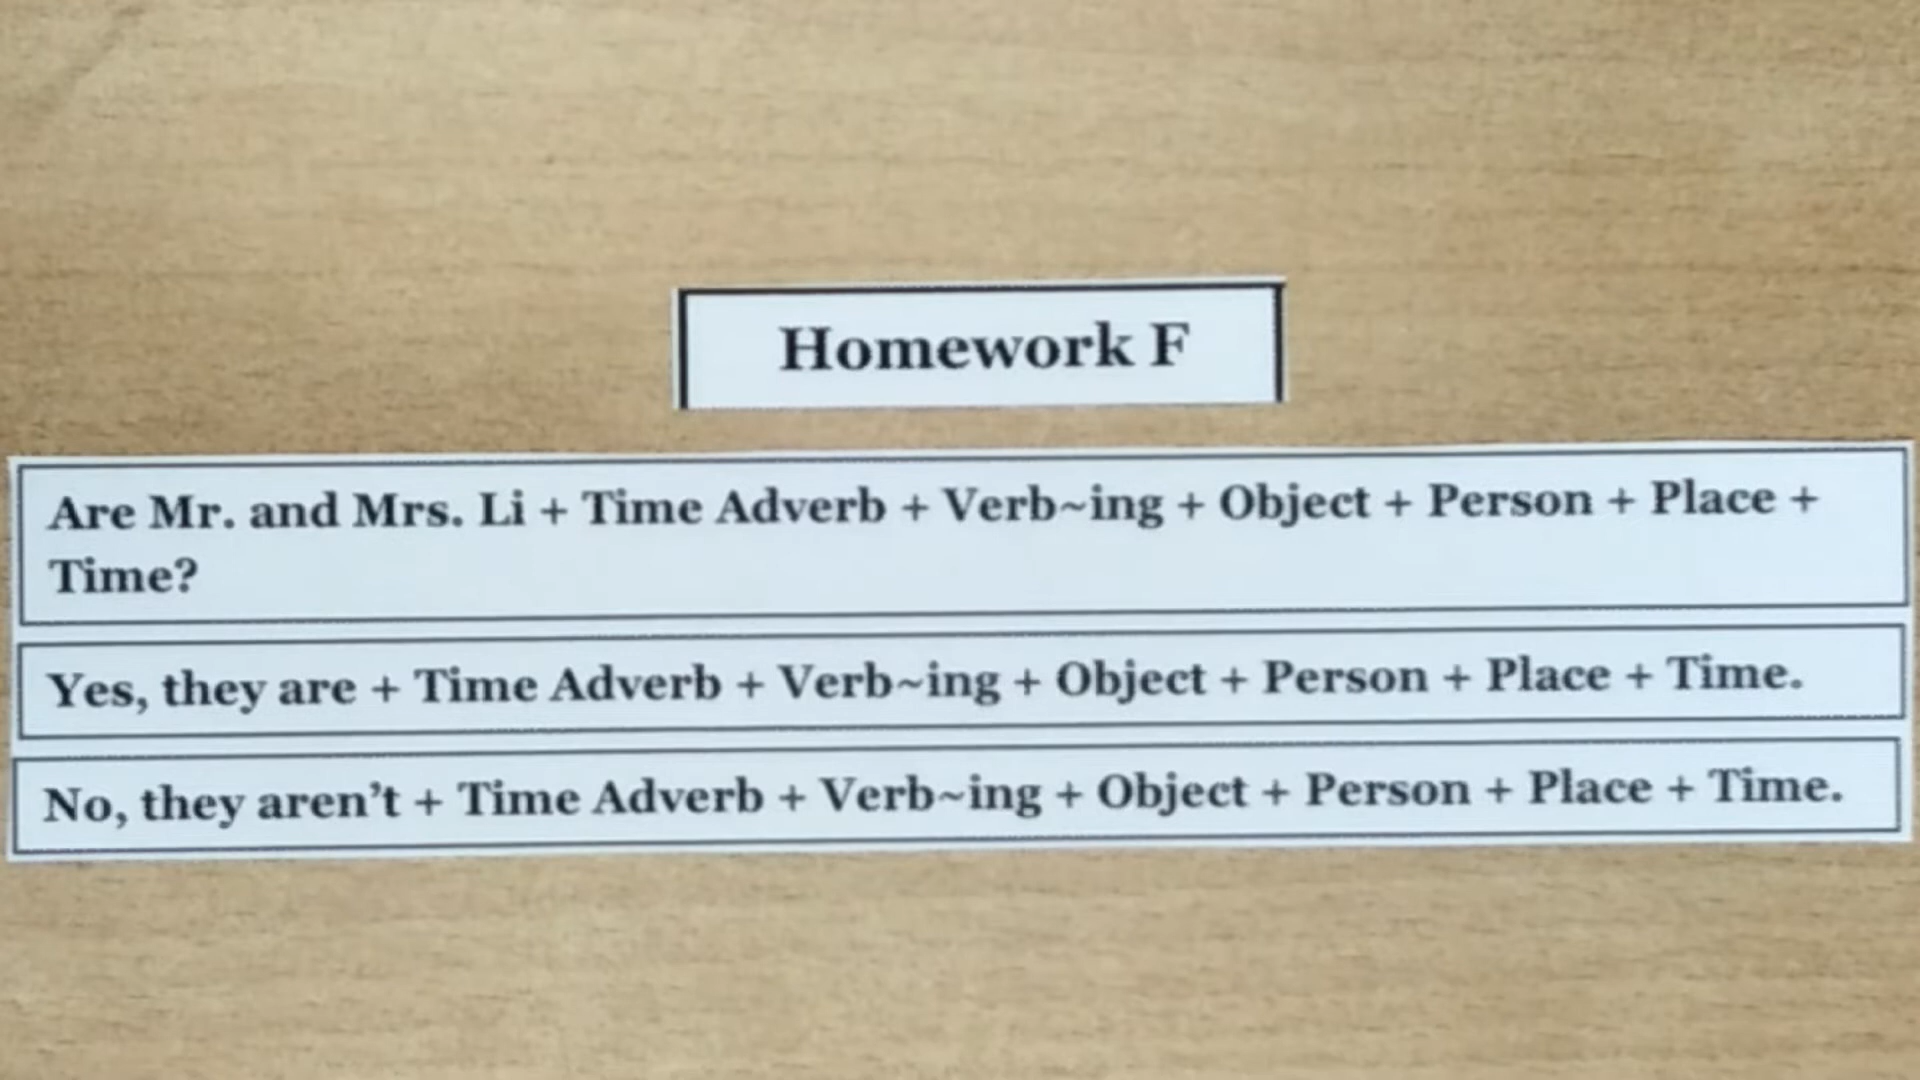 Homework F
Are Mr. and Mrs. Li + Time Adverb + Verb~ing + Object + Person + Place +
Time?
Yes, they are + Time Adverb + Verb~ing + Object + Person + Place + Time.
No, they aren’t + Time Adverb + Verb~ing + Object + Person + Place + Time.